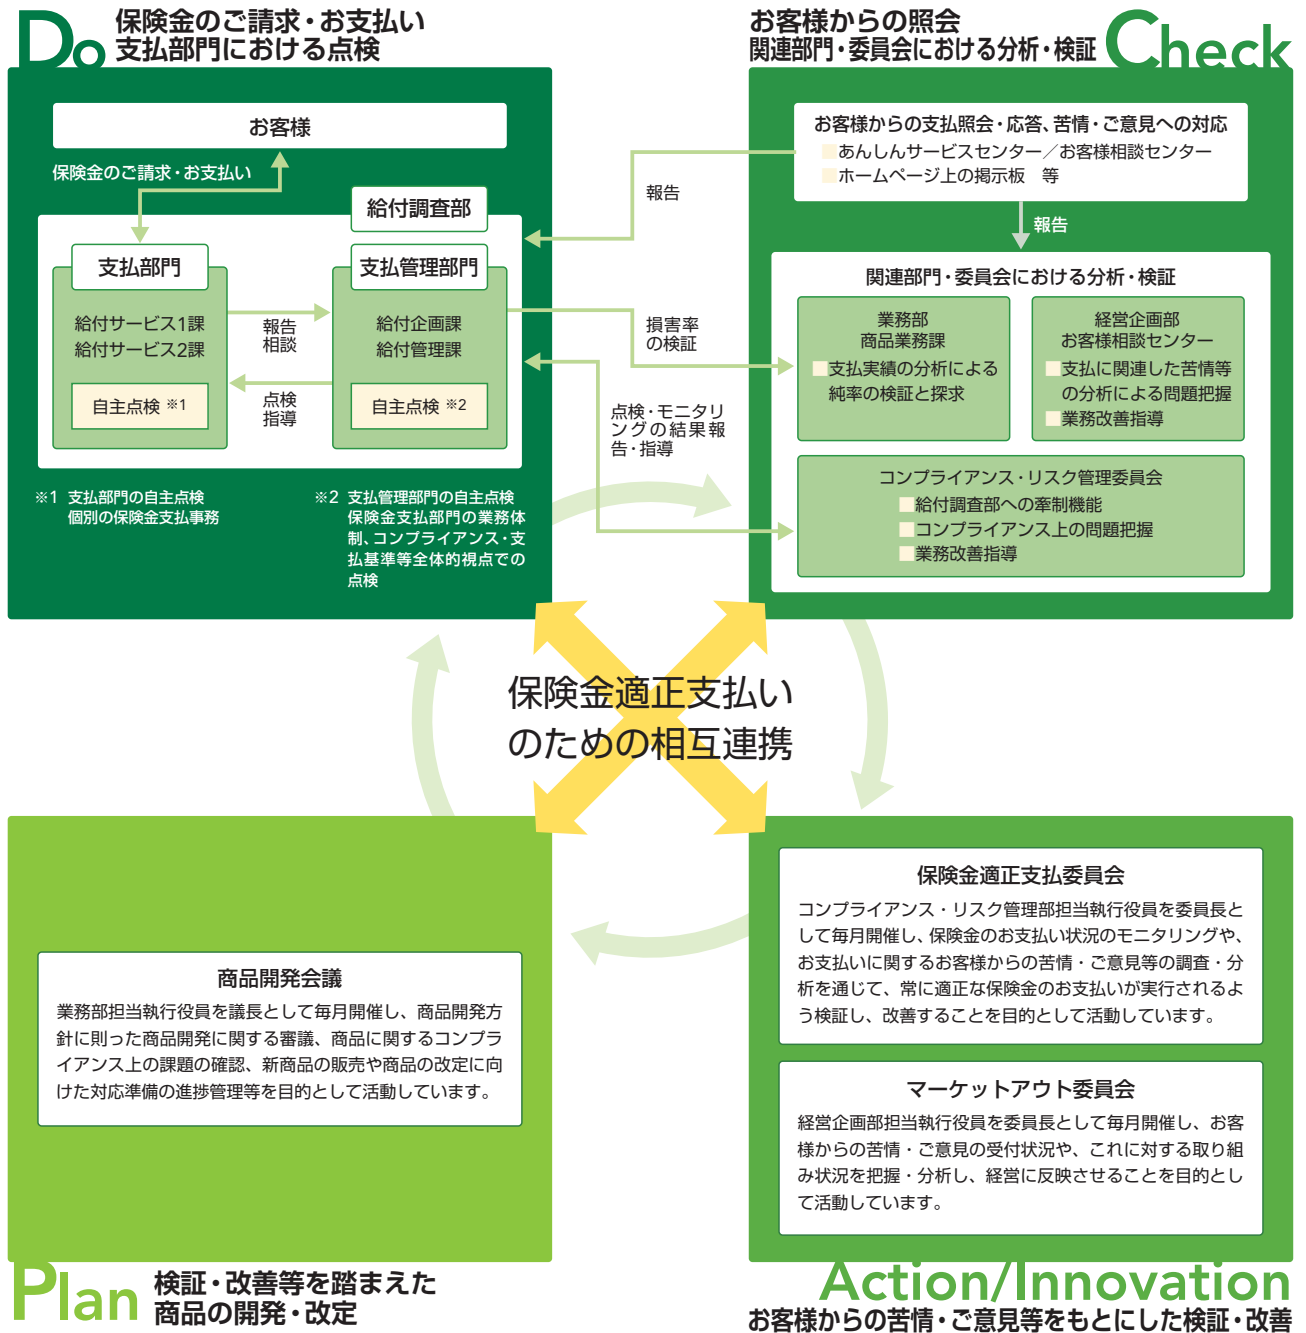 Do 保険金のご請求・お支払い
支払部門における点検
お客様
保険金のご請求・お支払い
給付調査部
支払部門
給付サービス1課
給付サービス2課
自主点検 ※1
報告
相談
点検
指導
支払管理部門
給付企画課
給付管理課
自主点検 ※2
※1 支払部門の自主点検
個別の保険金支払事務
※2 支払管理部門の自主点検
保険金支払部門の業務体
制、コンプライアンス・支
払基準等全体的視点での
点検
報告
損害率
の検証
点検・モニタリ
ングの結果報
告・指導
お客様からの照会
関連部門・委員会における分析・検証 Check
お客様からの支払照会・応答、苦情・ご意見への対応
あんしんサービスセンター／お客様相談センター
ホームページ上の掲示板　等
報告
関連部門・委員会における分析・検証
業務部
商品業務課
支払実績の分析による
純率の検証と探求
経営企画部
お客様相談センター
支払に関連した苦情等
の分析による問題把握
業務改善指導
コンプライアンス・リスク管理委員会
給付調査部への牽制機能
コンプライアンス上の問題把握
業務改善指導
保険金適正支払い
のための相互連携
商品開発会議
業務部担当執行役員を議長として毎月開催し、商品開発方
針に則った商品開発に関する審議、商品に関するコンプラ
イアンス上の課題の確認、新商品の販売や商品の改定に向
けた対応準備の進捗管理等を目的として活動しています。
Plan 検証・改善等を踏まえた
商品の開発・改定
保険金適正支払委員会
コンプライアンス・リスク管理部担当執行役員を委員長と
して毎月開催し、保険金のお支払い状況のモニタリングや、
お支払いに関するお客様からの苦情・ご意見等の調査・分
析を通じて、常に適正な保険金のお支払いが実行されるよ
う検証し、改善することを目的として活動しています。
マーケットアウト委員会
経営企画部担当執行役員を委員長として毎月開催し、お客
様からの苦情・ご意見の受付状況や、これに対する取り組
み状況を把握・分析し、経営に反映させることを目的とし
て活動しています。
Action/Innovation
お客様からの苦情・ご意見等をもとにした検証・改善